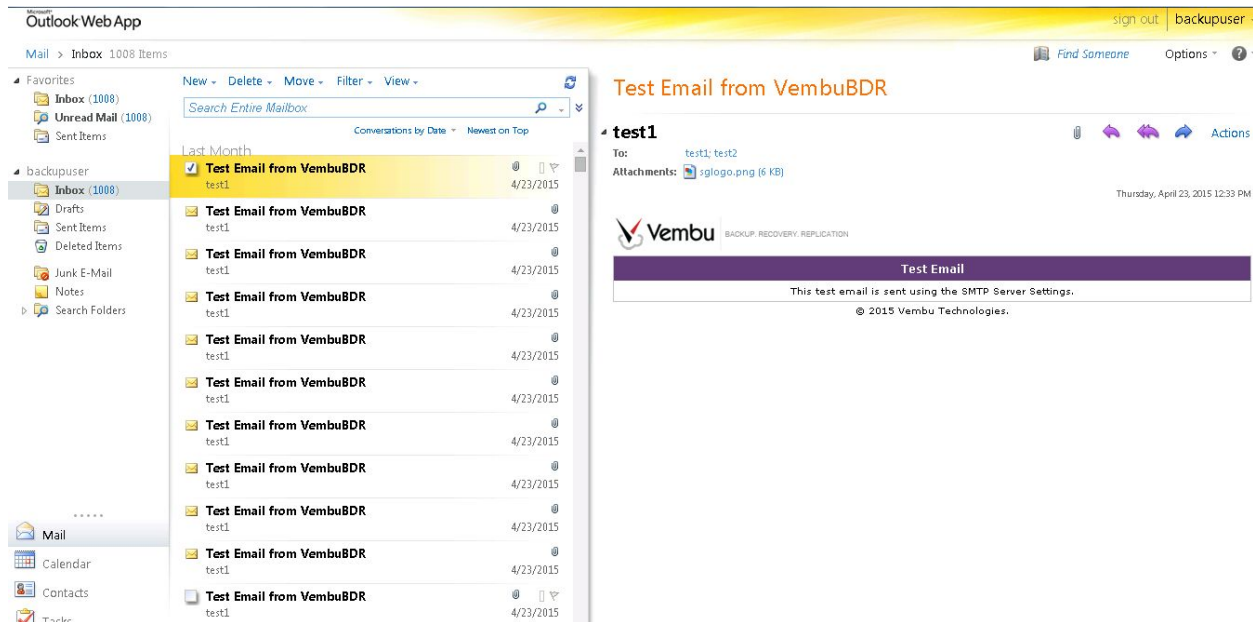 Microsoft®
Outlook Web App
sign out backupuser
Mail > Inbox 1008 Items
Find Someone Options ?
Favorites
Inbox (1008)
Unread Mail (1008)
Sent Items
backupuser
Inbox (1008)
Drafts
Sent Items
Deleted Items
Junk E-Mail
Notes
Search Folders
Mail
Calendar
Contacts
Tasks
New Delete Move Filter View
Search Entire Mailbox
Conversations by Date Newest on Top
Last Month
Test Email from VembuBDR
test1 4/23/2015
Test Email from VembuBDR
test1 4/23/2015
Test Email from VembuBDR
test1 4/23/2015
Test Email from VembuBDR
test1 4/23/2015
Test Email from VembuBDR
test1 4/23/2015
Test Email from VembuBDR
test1 4/23/2015
Test Email from VembuBDR
test1 4/23/2015
Test Email from VembuBDR
test1 4/23/2015
Test Email from VembuBDR
test1 4/23/2015
Test Email from VembuBDR
test1 4/23/2015
Test Email from VembuBDR
test1 4/23/2015
Test Email from VembuBDR
test1
Actions
To: test1; test2
Attachments: sglogo.png (6 KB)
Thursday, April 23, 2015 12:33 PM
Vembu BACKUP. RECOVERY. REPLICATION
Test Email
This test email is sent using the SMTP Server Settings.
© 2015 Vembu Technologies.